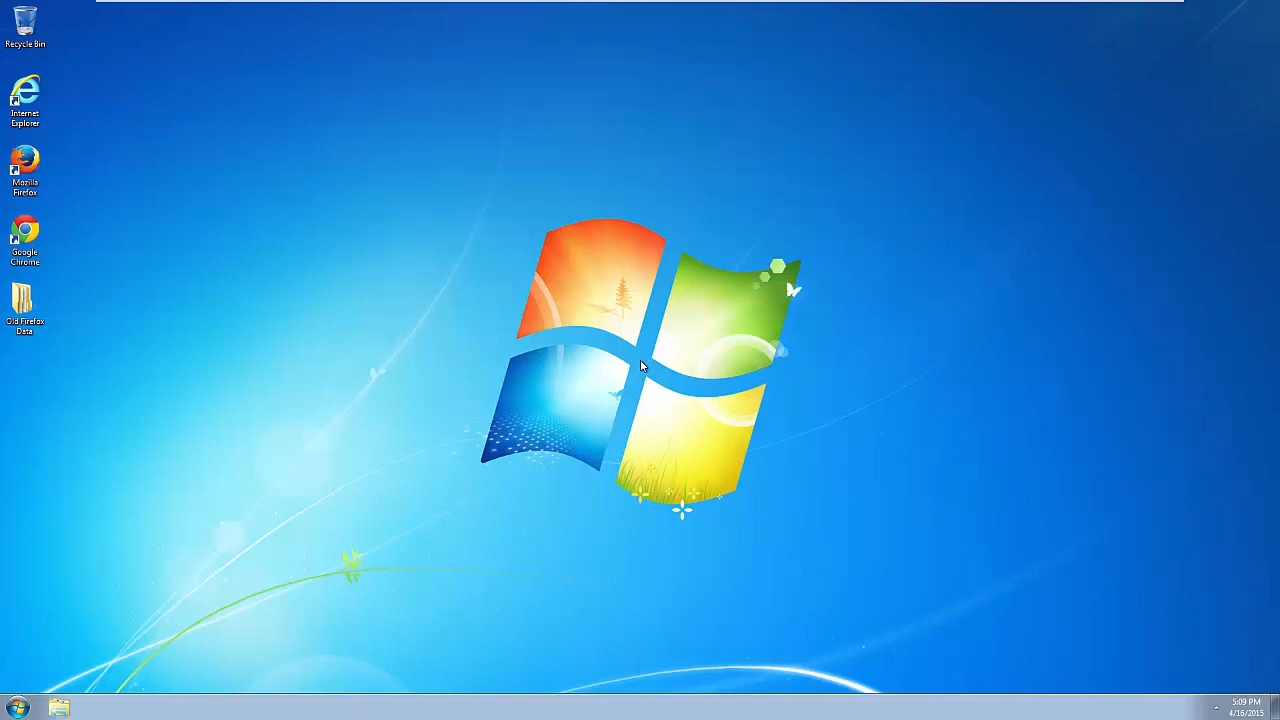 Recycle Bin
Internet
Explorer
Mozilla
Firefox
Google
Chrome
Old Firefox
Data
5:09 PM
4/16/2015